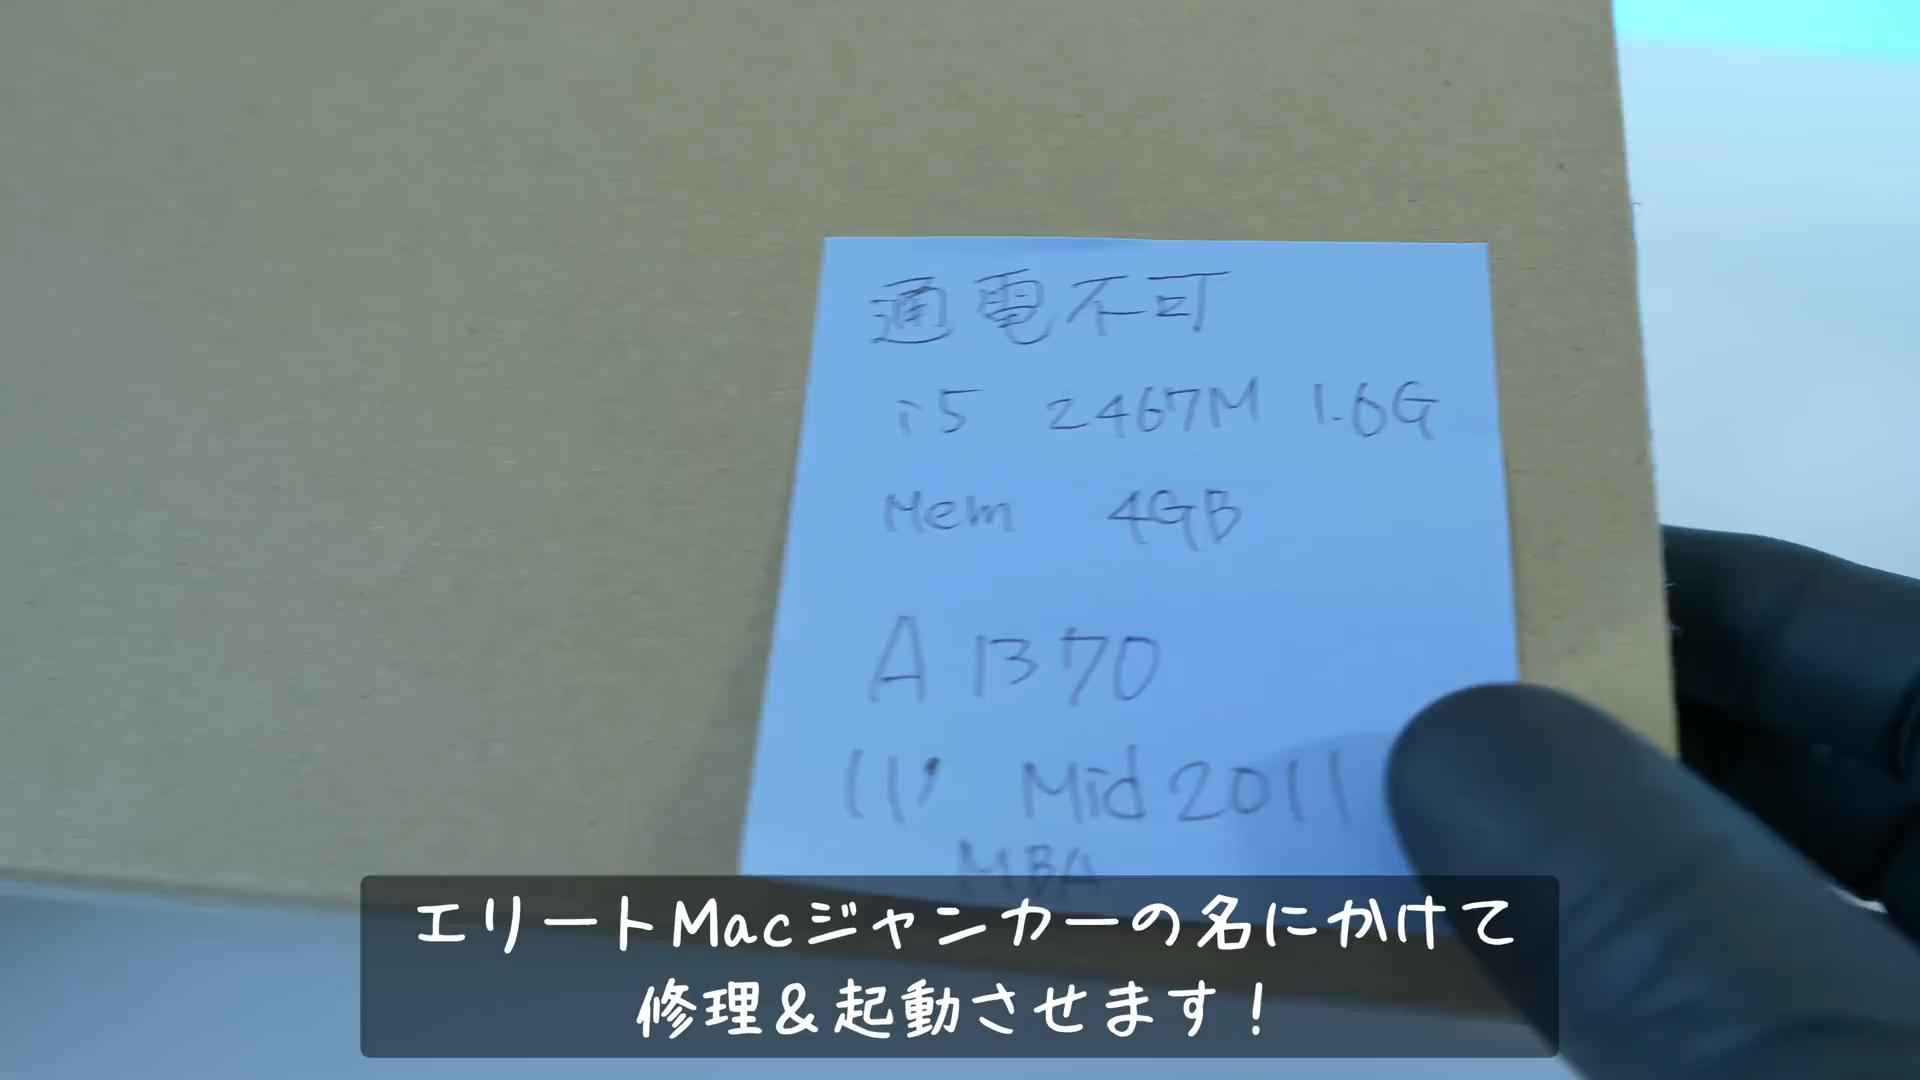 通電不可
i5 2467M 1.6G
Mem 4GB
A1370
11' Mid 2011
MBA
エリートMacジャンカーの名にかけて
修理&起動させます!